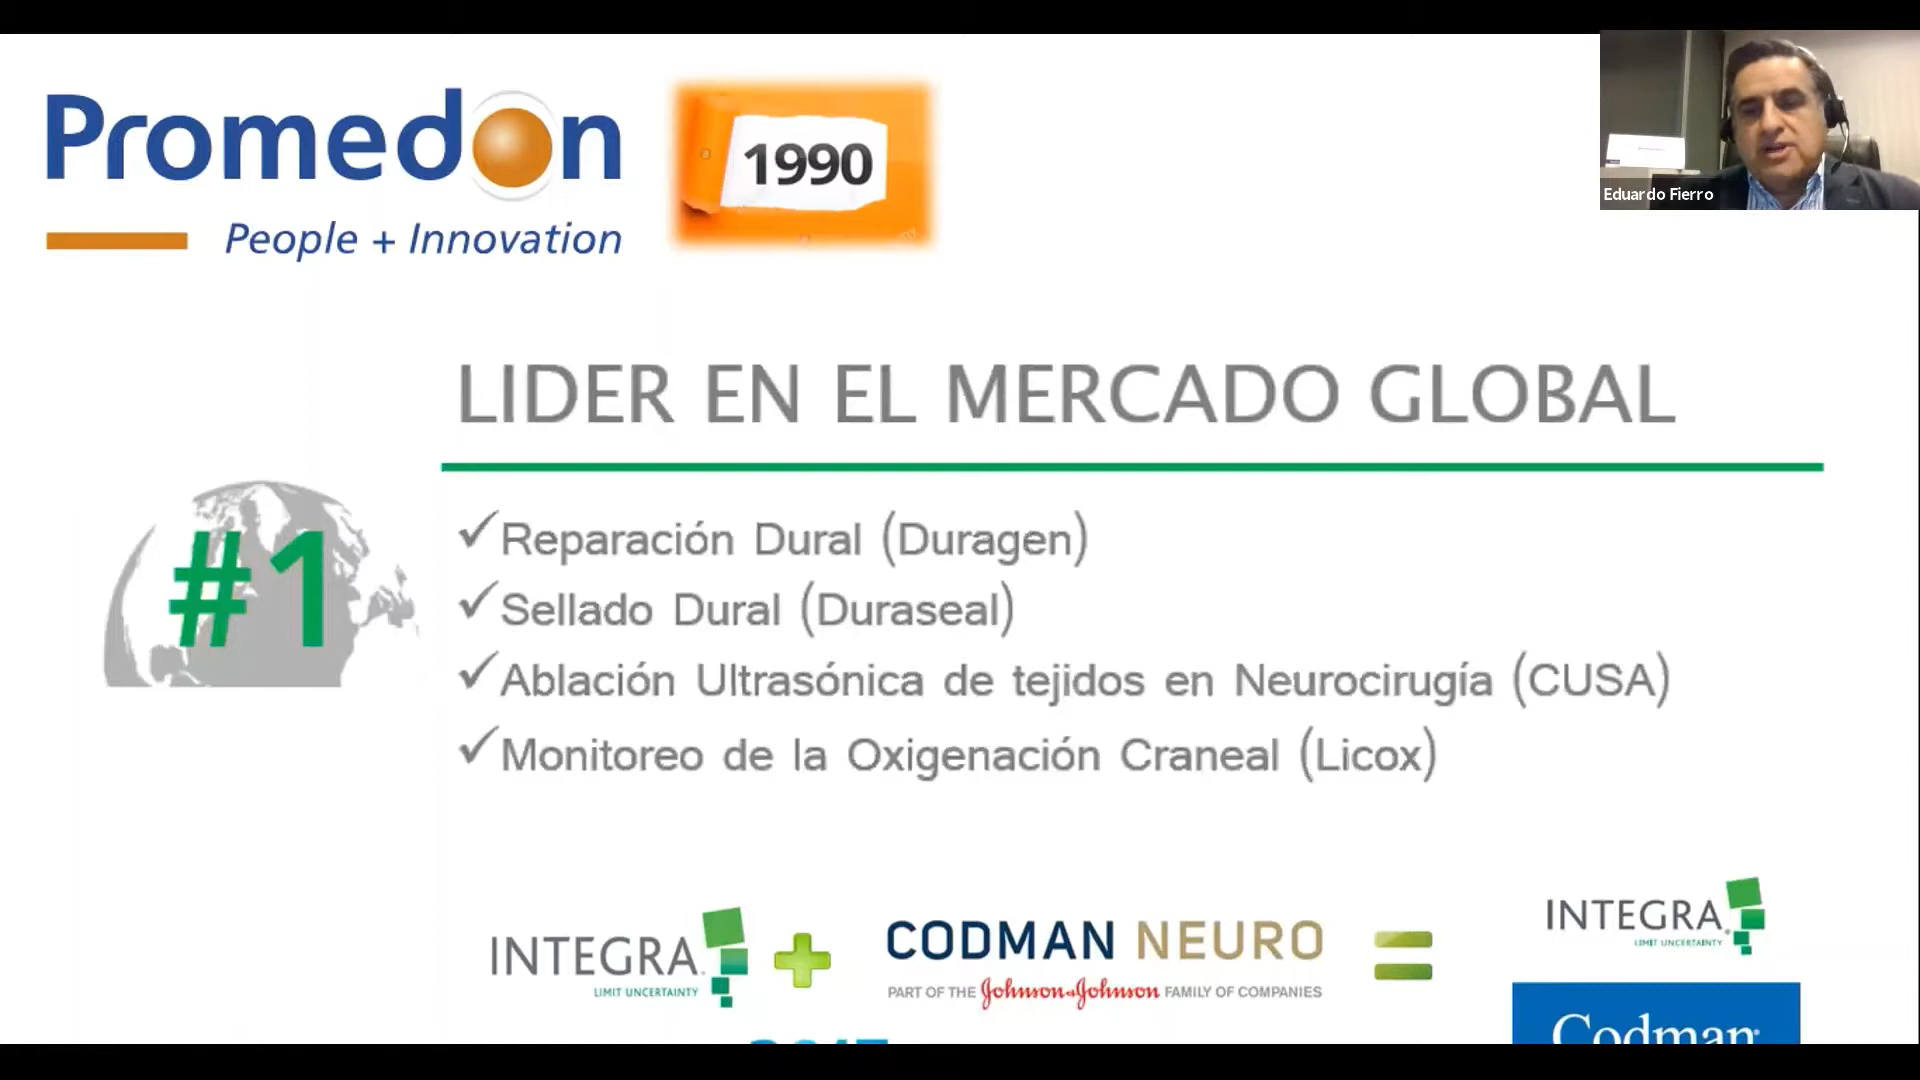 Promedon
People + Innovation
1990
Eduardo Fierro
LIDER EN EL MERCADO GLOBAL
#1
✓Reparación Dural (Duragen)
✓Sellado Dural (Duraseal)
✓Ablación Ultrasónica de tejidos en Neurocirugía (CUSA)
✓Monitoreo de la Oxigenación Craneal (Licox)
INTEGRA
LIMIT UNCERTAINTY
+
CODMAN NEURO
PART OF THE Johnson & Johnson FAMILY OF COMPANIES
=
INTEGRA
LIMIT UNCERTAINTY
Codman